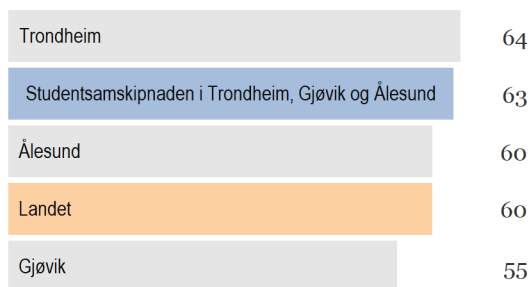 Trondheim 64
Studentsamskipnaden i Trondheim, Gjøvik og Ålesund 63
Ålesund 60
Landet 60
Gjøvik 55